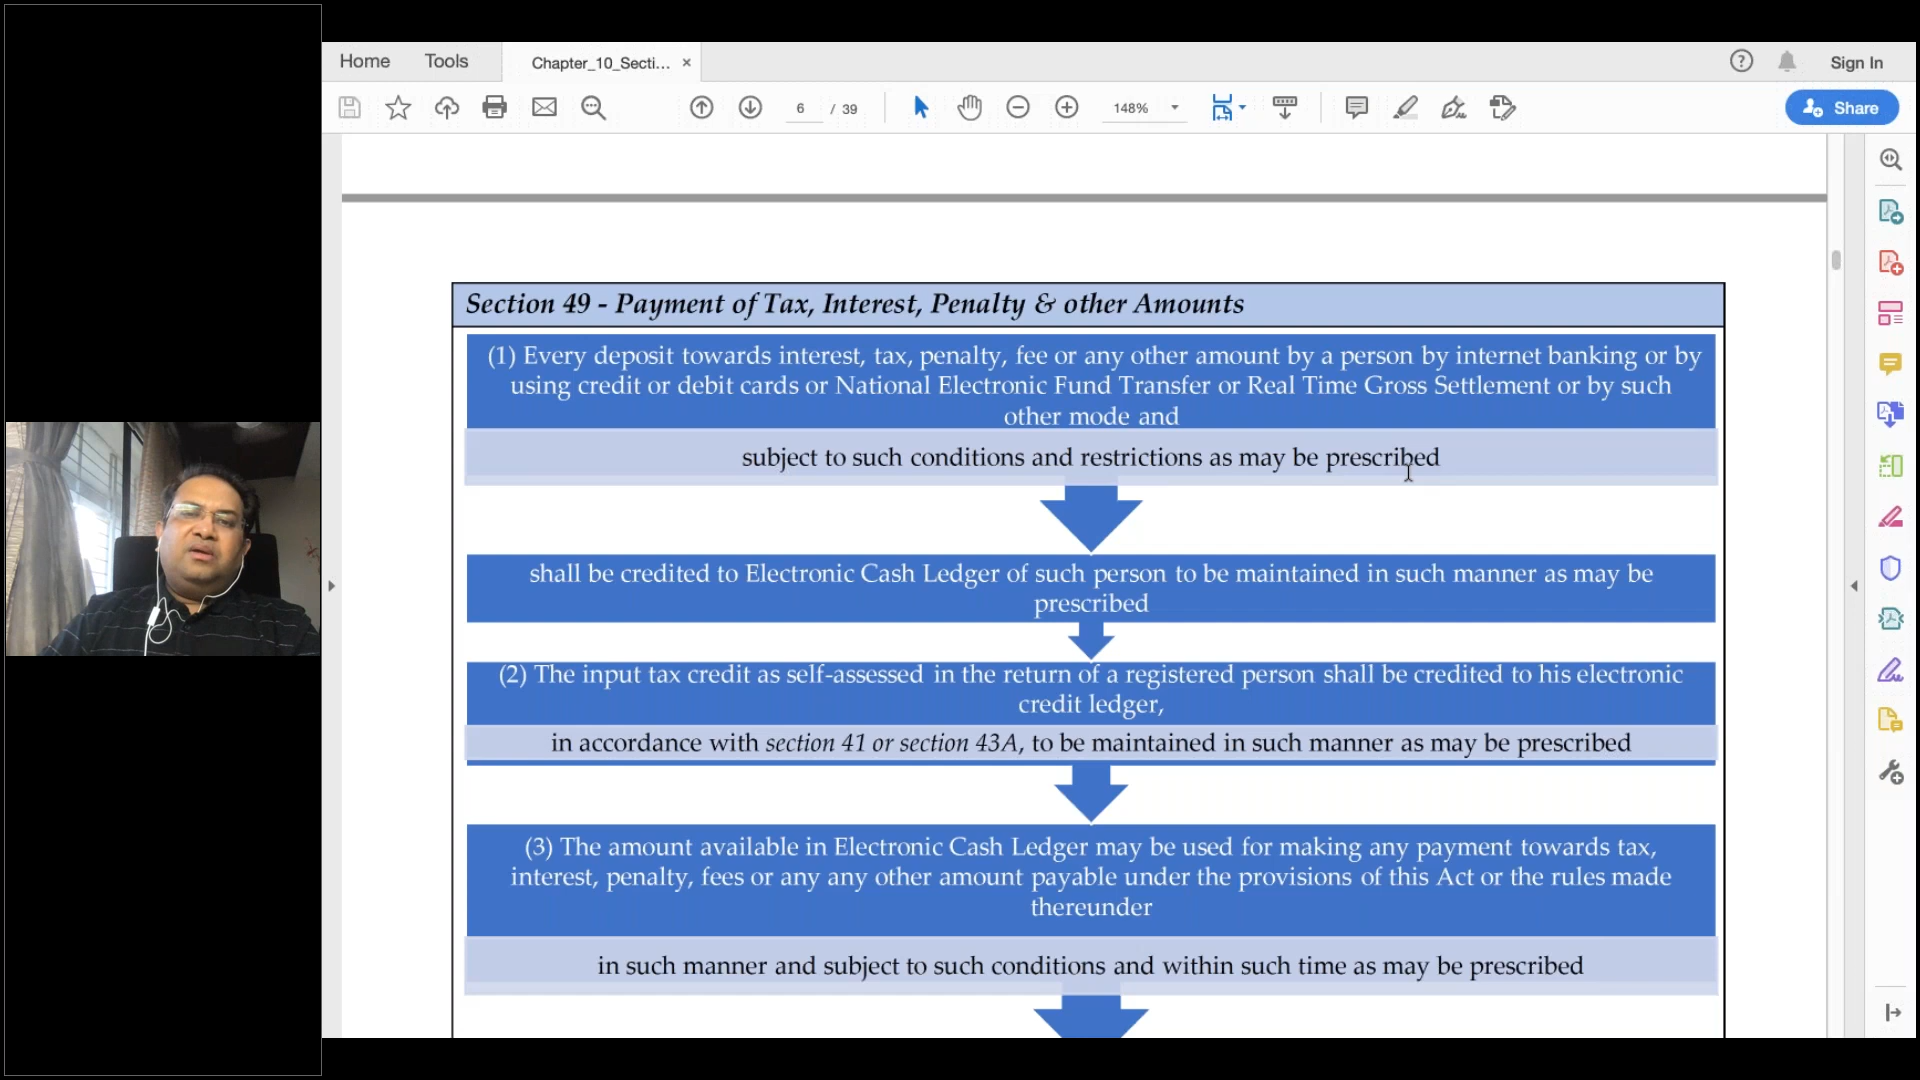 Home
Tools
Chapter_10_Secti... ×
Sign In
6 / 39
148%
Share
Section 49 - Payment of Tax, Interest, Penalty & other Amounts
(1) Every deposit towards interest, tax, penalty, fee or any other amount by a person by internet banking or by
using credit or debit cards or National Electronic Fund Transfer or Real Time Gross Settlement or by such
other mode and
subject to such conditions and restrictions as may be prescribed
shall be credited to Electronic Cash Ledger of such person to be maintained in such manner as may be
prescribed
(2) The input tax credit as self-assessed in the return of a registered person shall be credited to his electronic
credit ledger,
in accordance with section 41 or section 43A, to be maintained in such manner as may be prescribed
(3) The amount available in Electronic Cash Ledger may be used for making any payment towards tax,
interest, penalty, fees or any any other amount payable under the provisions of this Act or the rules made
thereunder
in such manner and subject to such conditions and within such time as may be prescribed